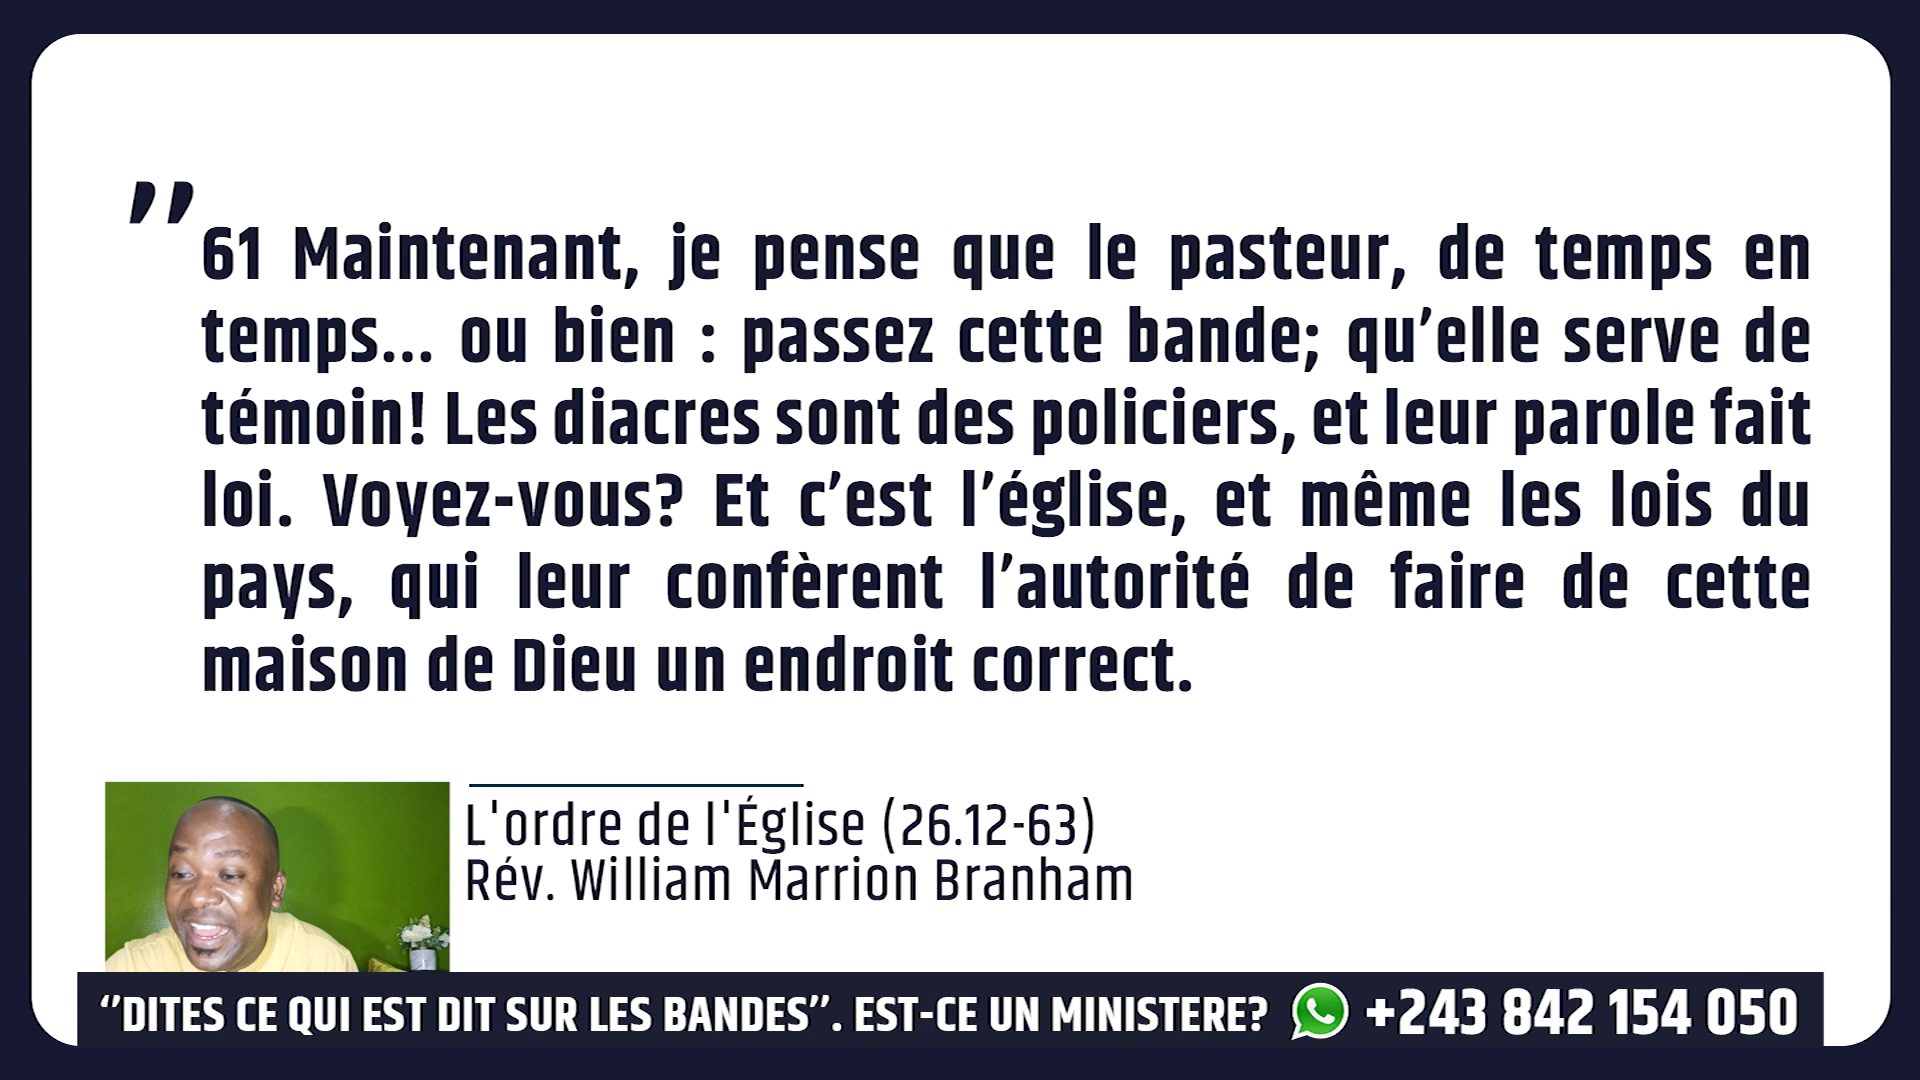 ’’
61 Maintenant, je pense que le pasteur, de temps en
temps... ou bien : passez cette bande; qu’elle serve de
témoin! Les diacres sont des policiers, et leur parole fait
loi. Voyez-vous? Et c’est l’église, et même les lois du
pays, qui leur confèrent l’autorité de faire de cette
maison de Dieu un endroit correct.
L'ordre de l'Église (26.12-63)
Rév. William Marrion Branham
‘’DITES CE QUI EST DIT SUR LES BANDES’’. EST-CE UN MINISTERE? +243 842 154 050